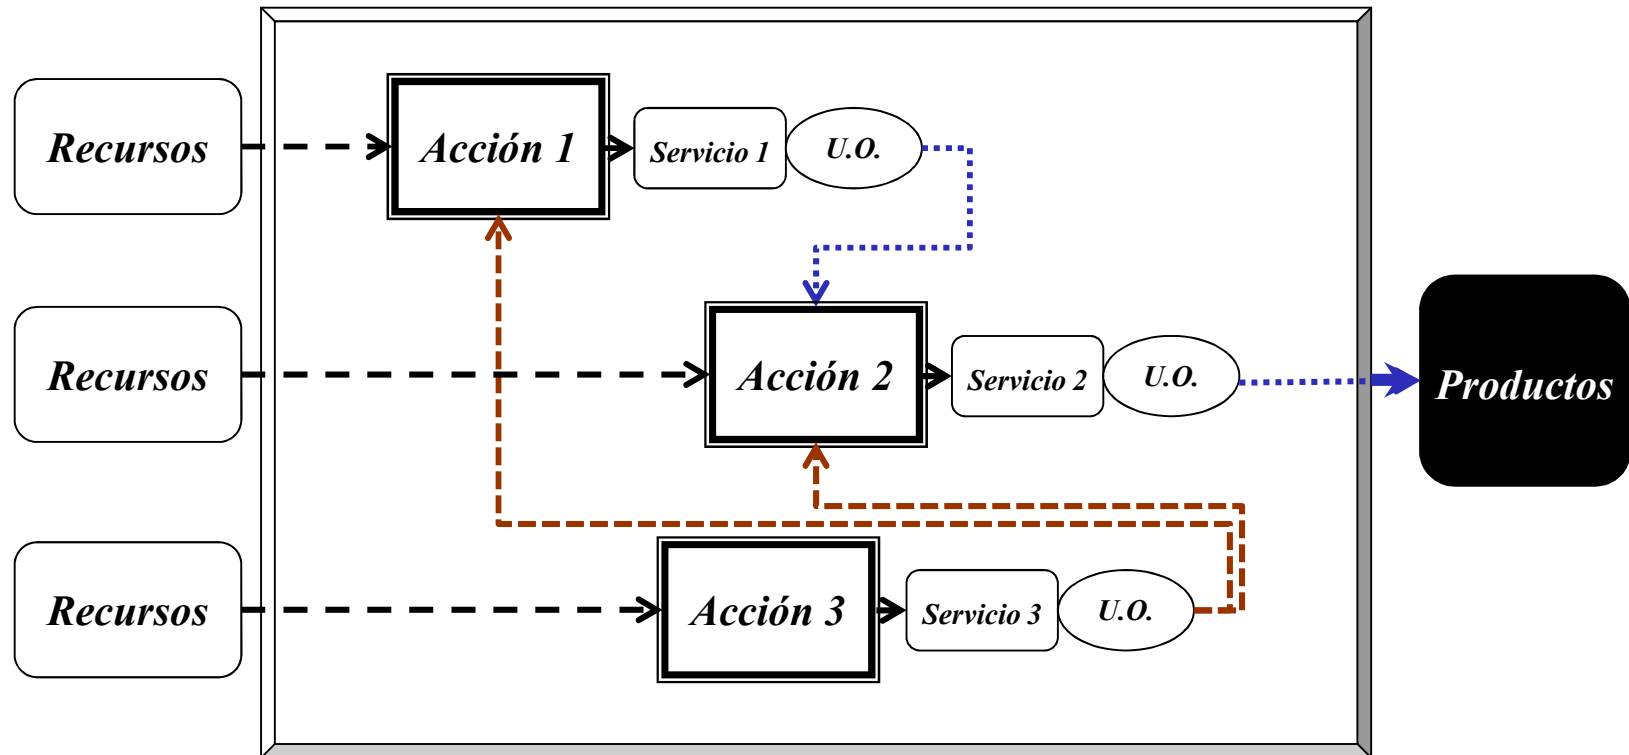 Recursos
Acción 1
Servicio 1
U.O.
Recursos
Acción 2
Servicio 2
U.O.
Productos
Recursos
Acción 3
Servicio 3
U.O.